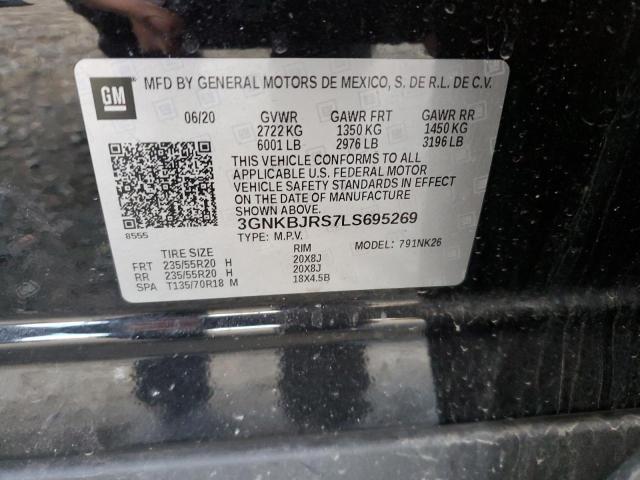 GM
MFD BY GENERAL MOTORS DE MEXICO, S. DE R.L. DE C.V.
06/20 GVWR GAWR FRT GAWR RR
2722 KG 1350 KG 1450 KG
6001 LB 2976 LB 3196 LB
THIS VEHICLE CONFORMS TO ALL
APPLICABLE U.S. FEDERAL MOTOR
VEHICLE SAFETY STANDARDS IN EFFECT
ON THE DATE OF MANUFACTURE
SHOWN ABOVE.
3GNKBJRS7LS695269
8555 TYPE: M.P.V. MODEL: 791NK26
TIRE SIZE RIM
FRT 235/55R20 H 20X8J
RR 235/55R20 H 20X8J
SPA T135/70R18 M 18X4.5B